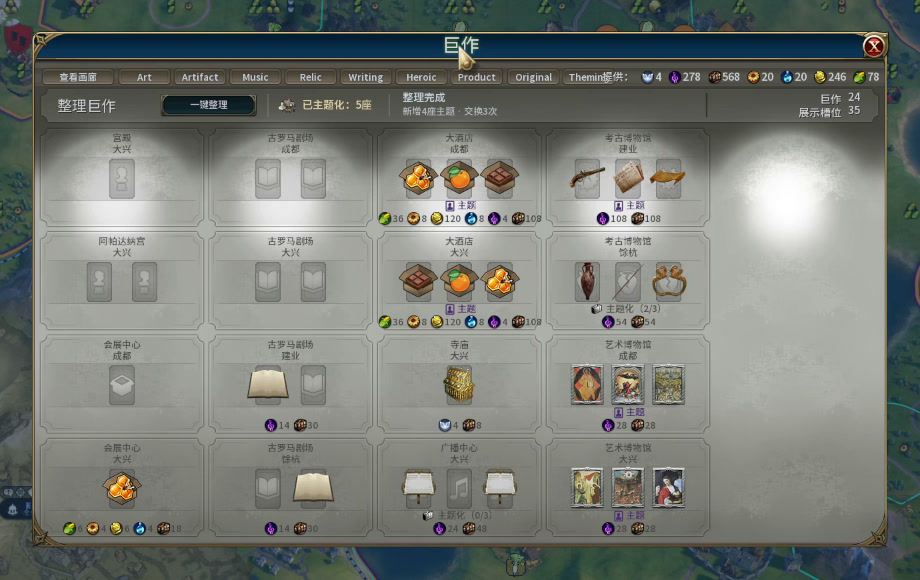 巨作
查看画廊 Art Artifact Music Relic Writing Heroic Product Original Themin 提供: 4 278 568 20 20 246 78
整理巨作 一键整理 已主题化：5座 整理完成 巨作 24
新增4座主题 · 交换3次 展示槽位 35
宫殿 古罗马剧场 大酒店 考古博物馆
大兴 成都 成都 建业
主题 主题
36 8 120 8 4 108 108 108
阿帕达纳宫 古罗马剧场 大酒店 考古博物馆
大兴 大兴 大兴 馀杭
主题 主题化 (2/3)
36 8 120 8 4 108 54 54
会展中心 古罗马剧场 寺庙 艺术博物馆
成都 建业 大兴 成都
主题
14 30 4 8 28 28
会展中心 古罗马剧场 广播中心 艺术博物馆
大兴 馀杭 大兴 大兴
主题化 (0/3) 主题
6 4 6 4 18 14 30 24 48 28 28